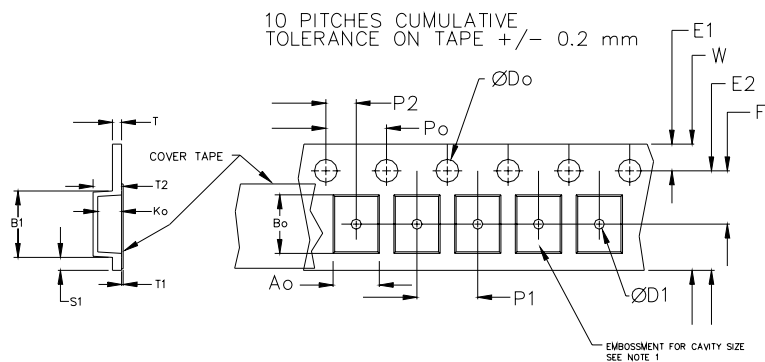 10 PITCHES CUMULATIVE
TOLERANCE ON TAPE +/- 0.2 mm
E1
W
E2
F
ØDo
P2
Po
T
COVER TAPE
T2
Ko
B1
Bo
S1
T1
Ao
P1
ØD1
EMBOSSMENT FOR CAVITY SIZE
SEE NOTE 1